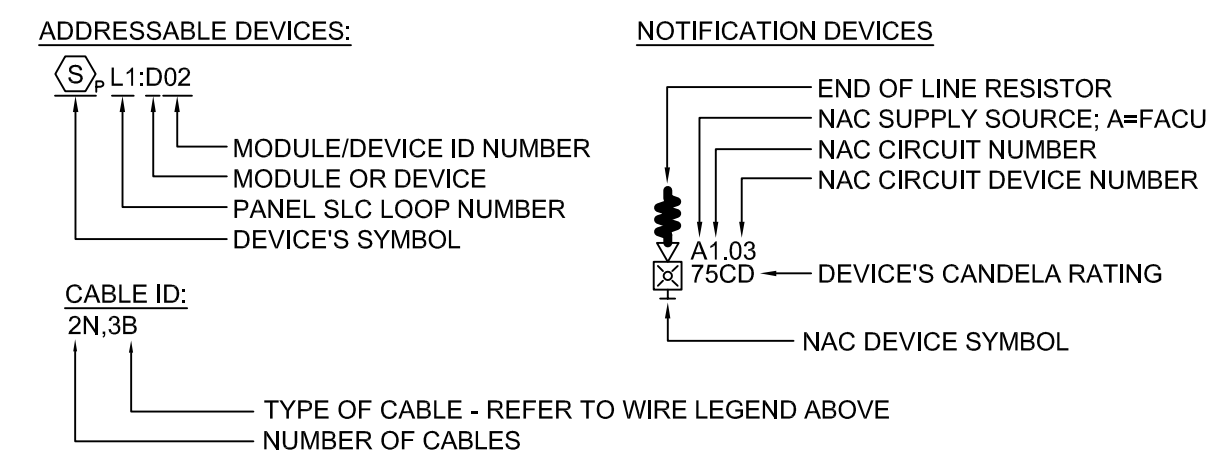 ADDRESSABLE DEVICES:
S P L1:D02
MODULE/DEVICE ID NUMBER
MODULE OR DEVICE
PANEL SLC LOOP NUMBER
DEVICE'S SYMBOL
CABLE ID:
2N,3B
TYPE OF CABLE - REFER TO WIRE LEGEND ABOVE
NUMBER OF CABLES
NOTIFICATION DEVICES
END OF LINE RESISTOR
NAC SUPPLY SOURCE; A=FACU
NAC CIRCUIT NUMBER
NAC CIRCUIT DEVICE NUMBER
A1.03
75CD
DEVICE'S CANDELA RATING
NAC DEVICE SYMBOL